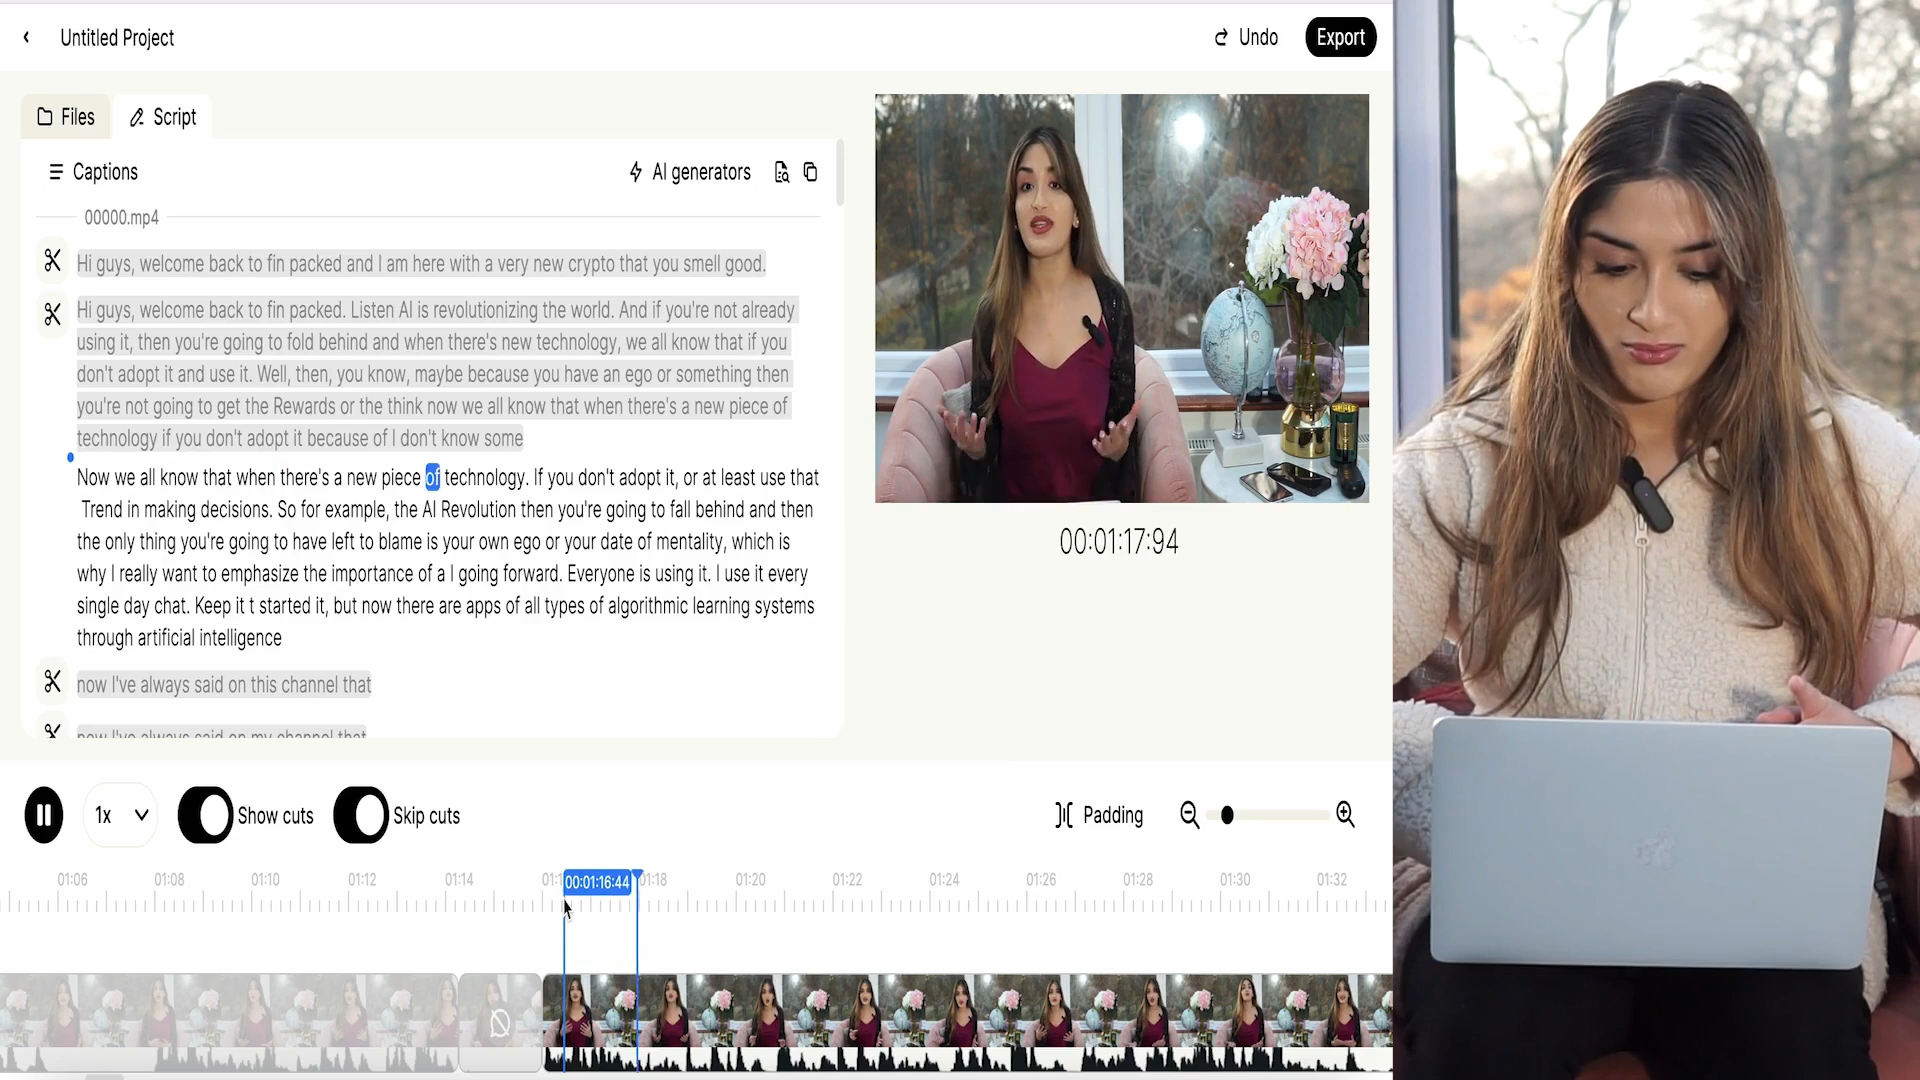 Untitled Project
Undo
Export
Files
Script
Captions
AI generators
00000.mp4
Hi guys, welcome back to fin packed and I am here with a very new crypto that you smell good.
Hi guys, welcome back to fin packed. Listen AI is revolutionizing the world. And if you're not already
using it, then you're going to fold behind and when there's new technology, we all know that if you
don't adopt it and use it. Well, then, you know, maybe because you have an ego or something then
you're not going to get the Rewards or the think now we all know that when there's a new piece of
technology if you don't adopt it because of I don't know some
Now we all know that when there's a new piece of technology. If you don't adopt it, or at least use that
Trend in making decisions. So for example, the AI Revolution then you're going to fall behind and then
the only thing you're going to have left to blame is your own ego or your date of mentality, which is
why I really want to emphasize the importance of a I going forward. Everyone is using it. I use it every
single day chat. Keep it t started it, but now there are apps of all types of algorithmic learning systems
through artificial intelligence
now I've always said on this channel that
now I've always said on my channel that
00:01:17:94
1x
Show cuts
Skip cuts
Padding
01:06
01:08
01:10
01:12
01:14
01:1
00:01:16:44
01:18
01:20
01:22
01:24
01:26
01:28
01:30
01:32